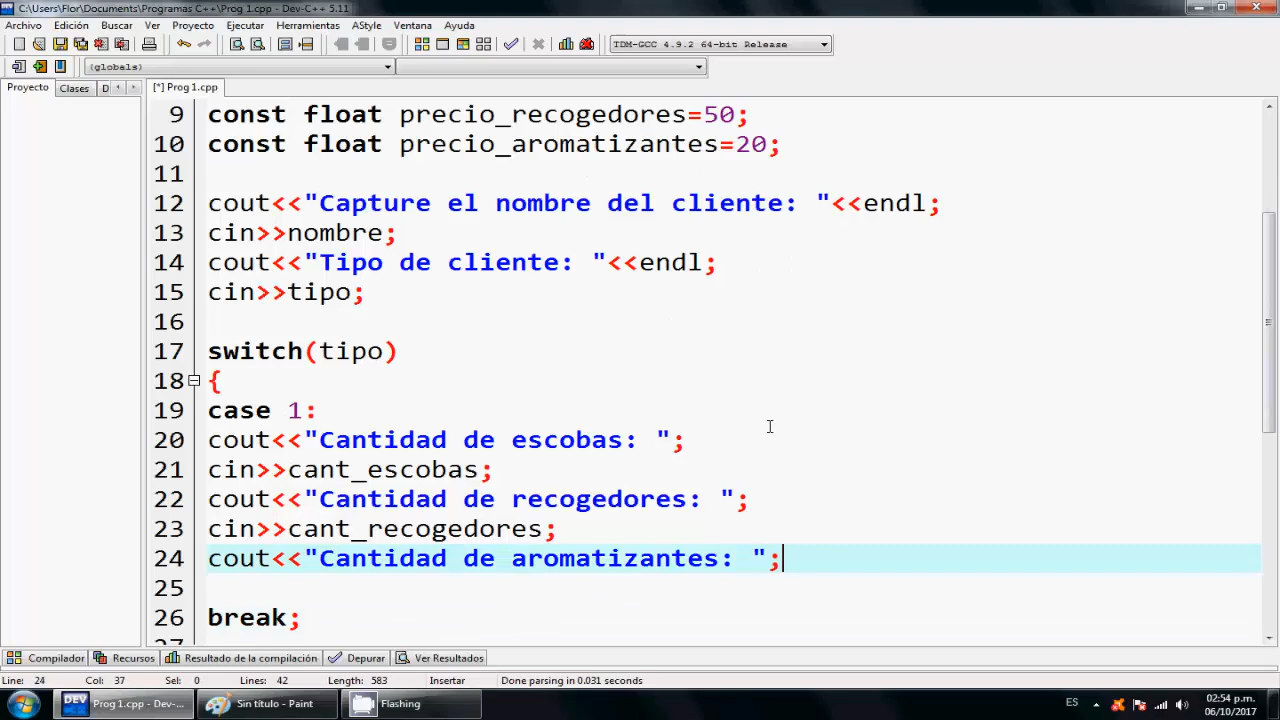 C:\Users\Flor\Documents\Programas C++\Prog 1.cpp - Dev-C++ 5.11
Archivo Edición Buscar Ver Proyecto Ejecutar Herramientas AStyle Ventana Ayuda
TDM-GCC 4.9.2 64-bit Release
(globals)
Proyecto Clases D [*] Prog 1.cpp
9 const float precio_recogedores=50;
10 const float precio_aromatizantes=20;
11
12 cout<<"Capture el nombre del cliente: "<<endl;
13 cin>>nombre;
14 cout<<"Tipo de cliente: "<<endl;
15 cin>>tipo;
16
17 switch(tipo)
18 {
19 case 1:
20 cout<<"Cantidad de escobas: ";
21 cin>>cant_escobas;
22 cout<<"Cantidad de recogedores: ";
23 cin>>cant_recogedores;
24 cout<<"Cantidad de aromatizantes: ";
25
26 break;
Compilador Recursos Resultado de la compilación Depurar Ver Resultados
Line: 24 Col: 37 Sel: 0 Lines: 42 Length: 583 Insertar Done parsing in 0.031 seconds
DEV Prog 1.cpp - Dev-... Sin título - Paint Flashing ES 02:54 p.m.
06/10/2017